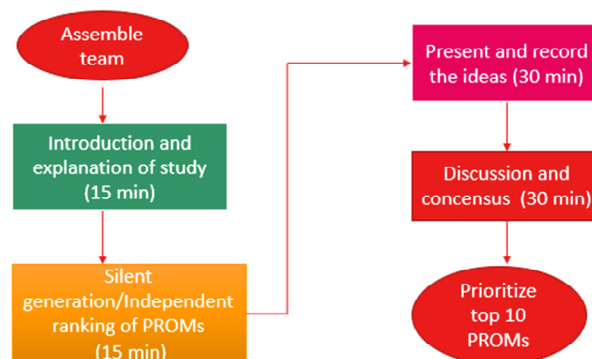 Assemble
team
Introduction and
explanation of study
(15 min)
Silent
generation/Independent
ranking of PROMs
(15 min)
Present and record
the ideas (30 min)
Discussion and
concensus (30 min)
Prioritize
top 10
PROMs